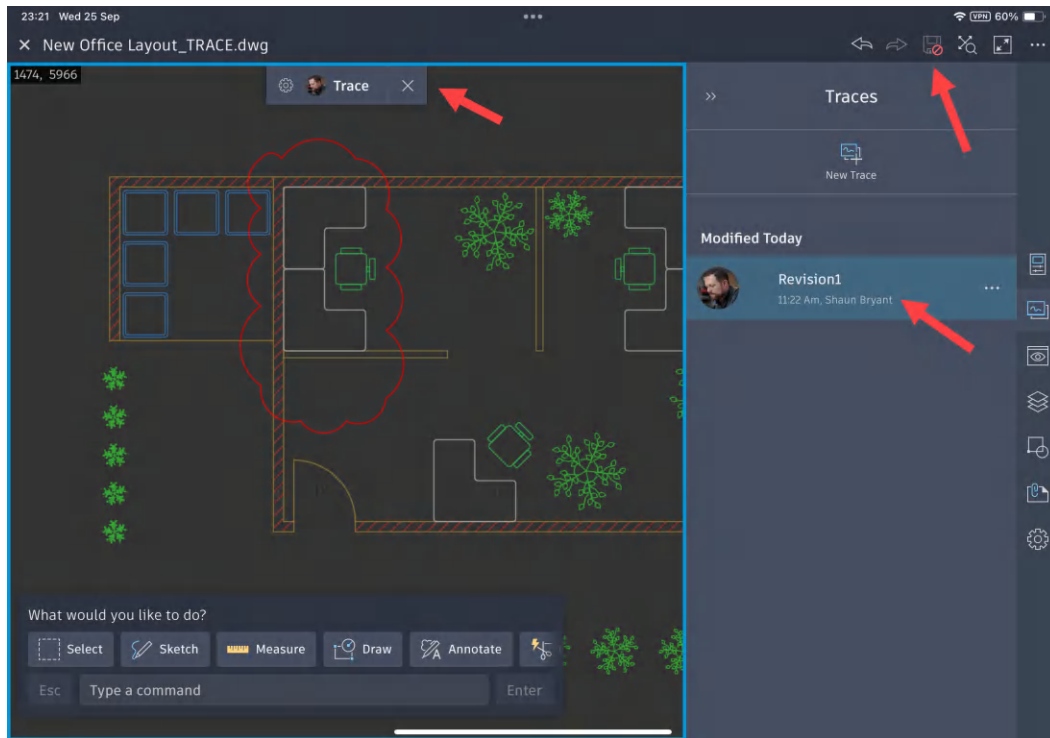 23:21 Wed 25 Sep
VPN 60%
New Office Layout_TRACE.dwg
1474, 5966
Trace
Traces
New Trace
Modified Today
Revision1
11:22 Am, Shaun Bryant
What would you like to do?
Select Sketch Measure Draw Annotate
Esc Type a command Enter